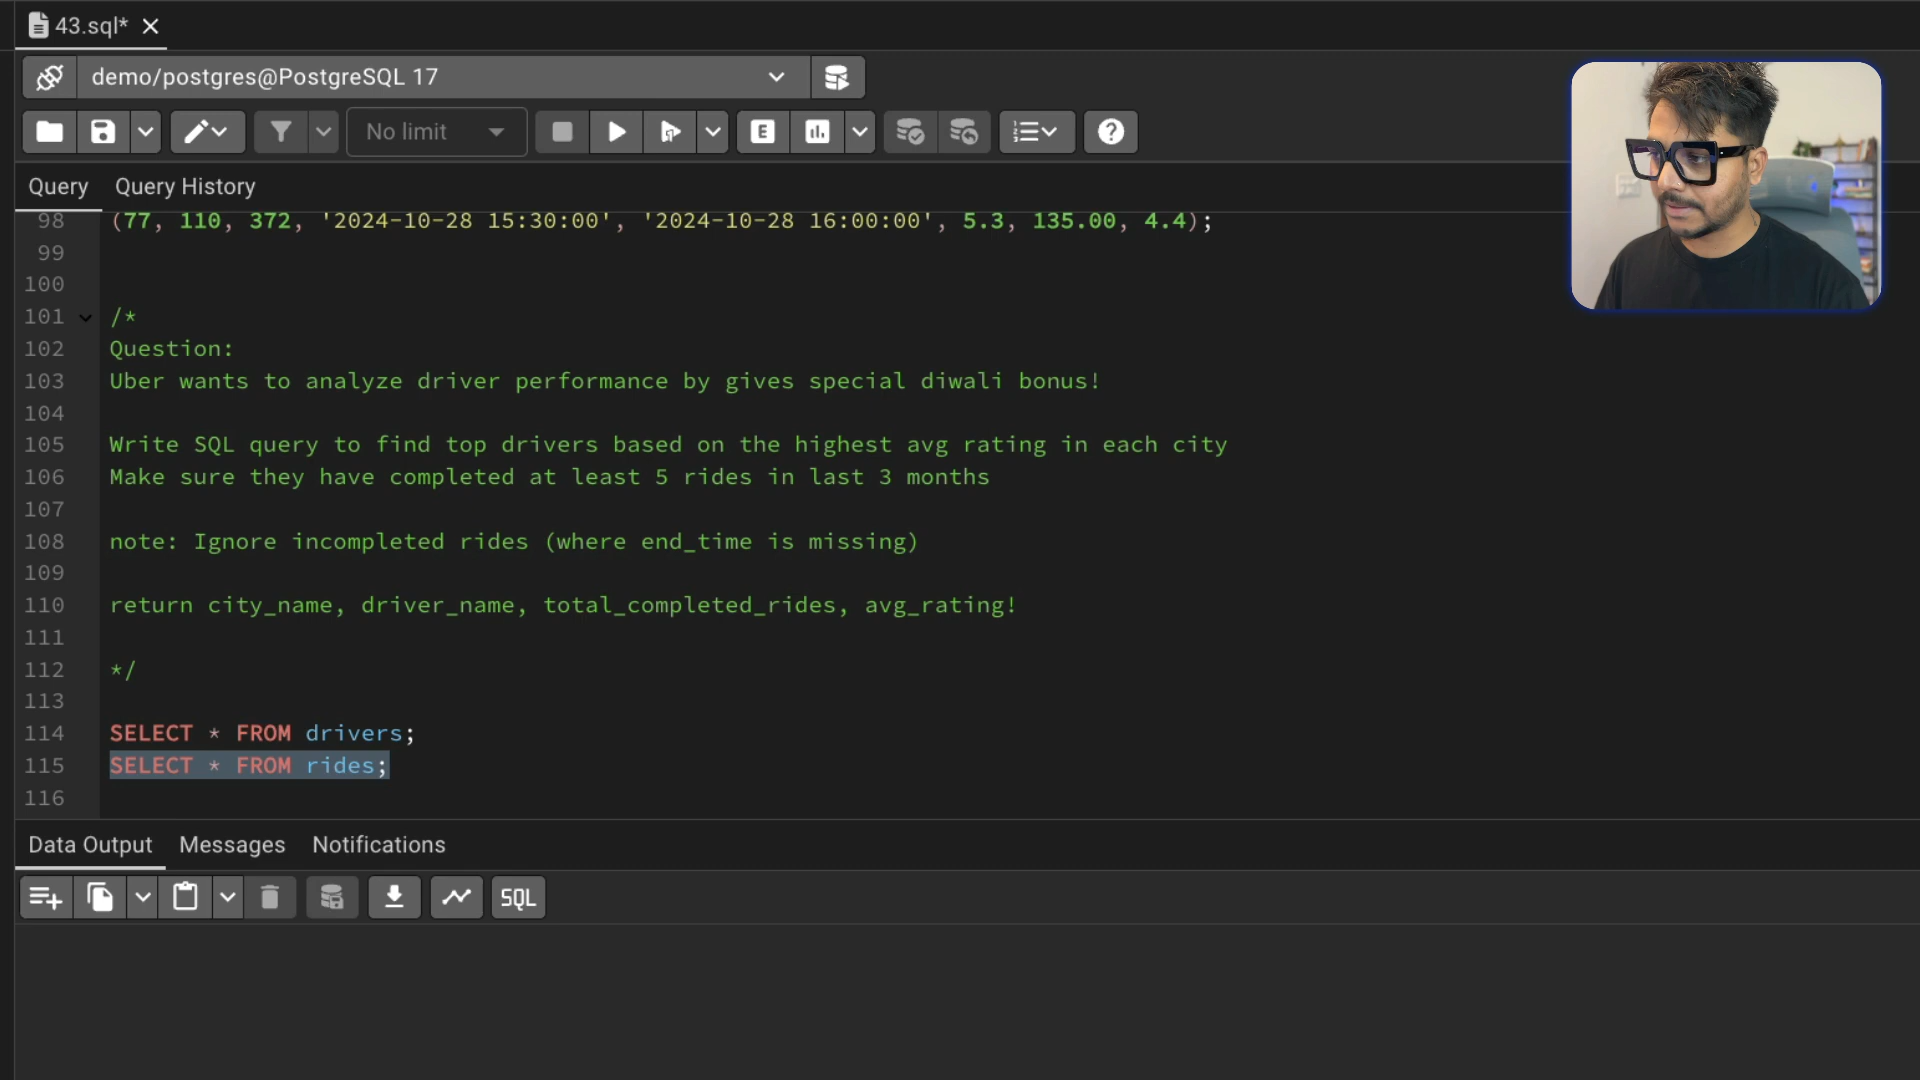 43.sql*
demo/postgres@PostgreSQL 17
No limit
E
Query Query History
98 (77, 110, 372, '2024-10-28 15:30:00', '2024-10-28 16:00:00', 5.3, 135.00, 4.4);
99
100
101 /*
102 Question:
103 Uber wants to analyze driver performance by gives special diwali bonus!
104
105 Write SQL query to find top drivers based on the highest avg rating in each city
106 Make sure they have completed at least 5 rides in last 3 months
107
108 note: Ignore incompleted rides (where end_time is missing)
109
110 return city_name, driver_name, total_completed_rides, avg_rating!
111
112 */
113
114 SELECT * FROM drivers;
115 SELECT * FROM rides;
116
Data Output Messages Notifications
SQL